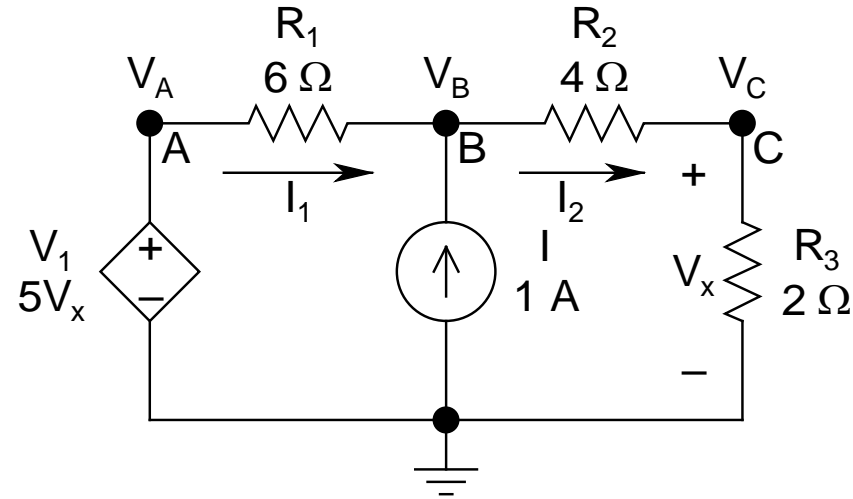 R1
6 Ω
R2
4 Ω
VA
VB
VC
A
B
C
I1
I2
+
V1
5Vx
+
−
I
1 A
Vx
R3
2 Ω
−